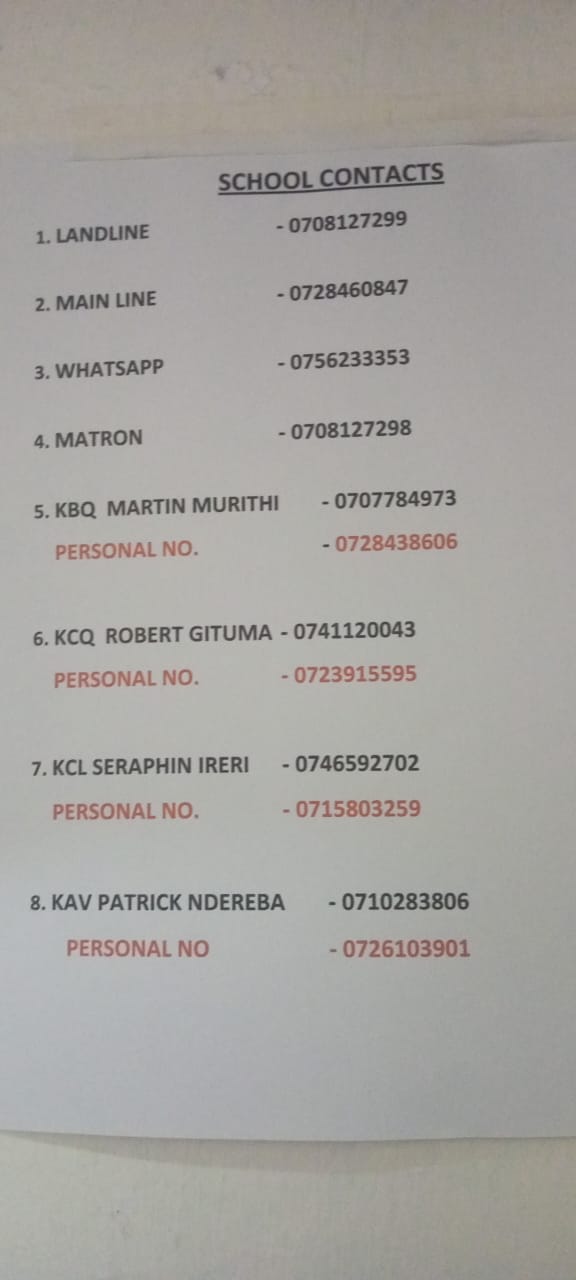 SCHOOL CONTACTS
1. LANDLINE - 0708127299
2. MAIN LINE - 0728460847
3. WHATSAPP - 0756233353
4. MATRON - 0708127298
5. KBQ MARTIN MURITHI - 0707784973
PERSONAL NO. - 0728438606
6. KCQ ROBERT GITUMA - 0741120043
PERSONAL NO. - 0723915595
7. KCL SERAPHIN IRERI - 0746592702
PERSONAL NO. - 0715803259
8. KAV PATRICK NDEREBA - 0710283806
PERSONAL NO - 0726103901